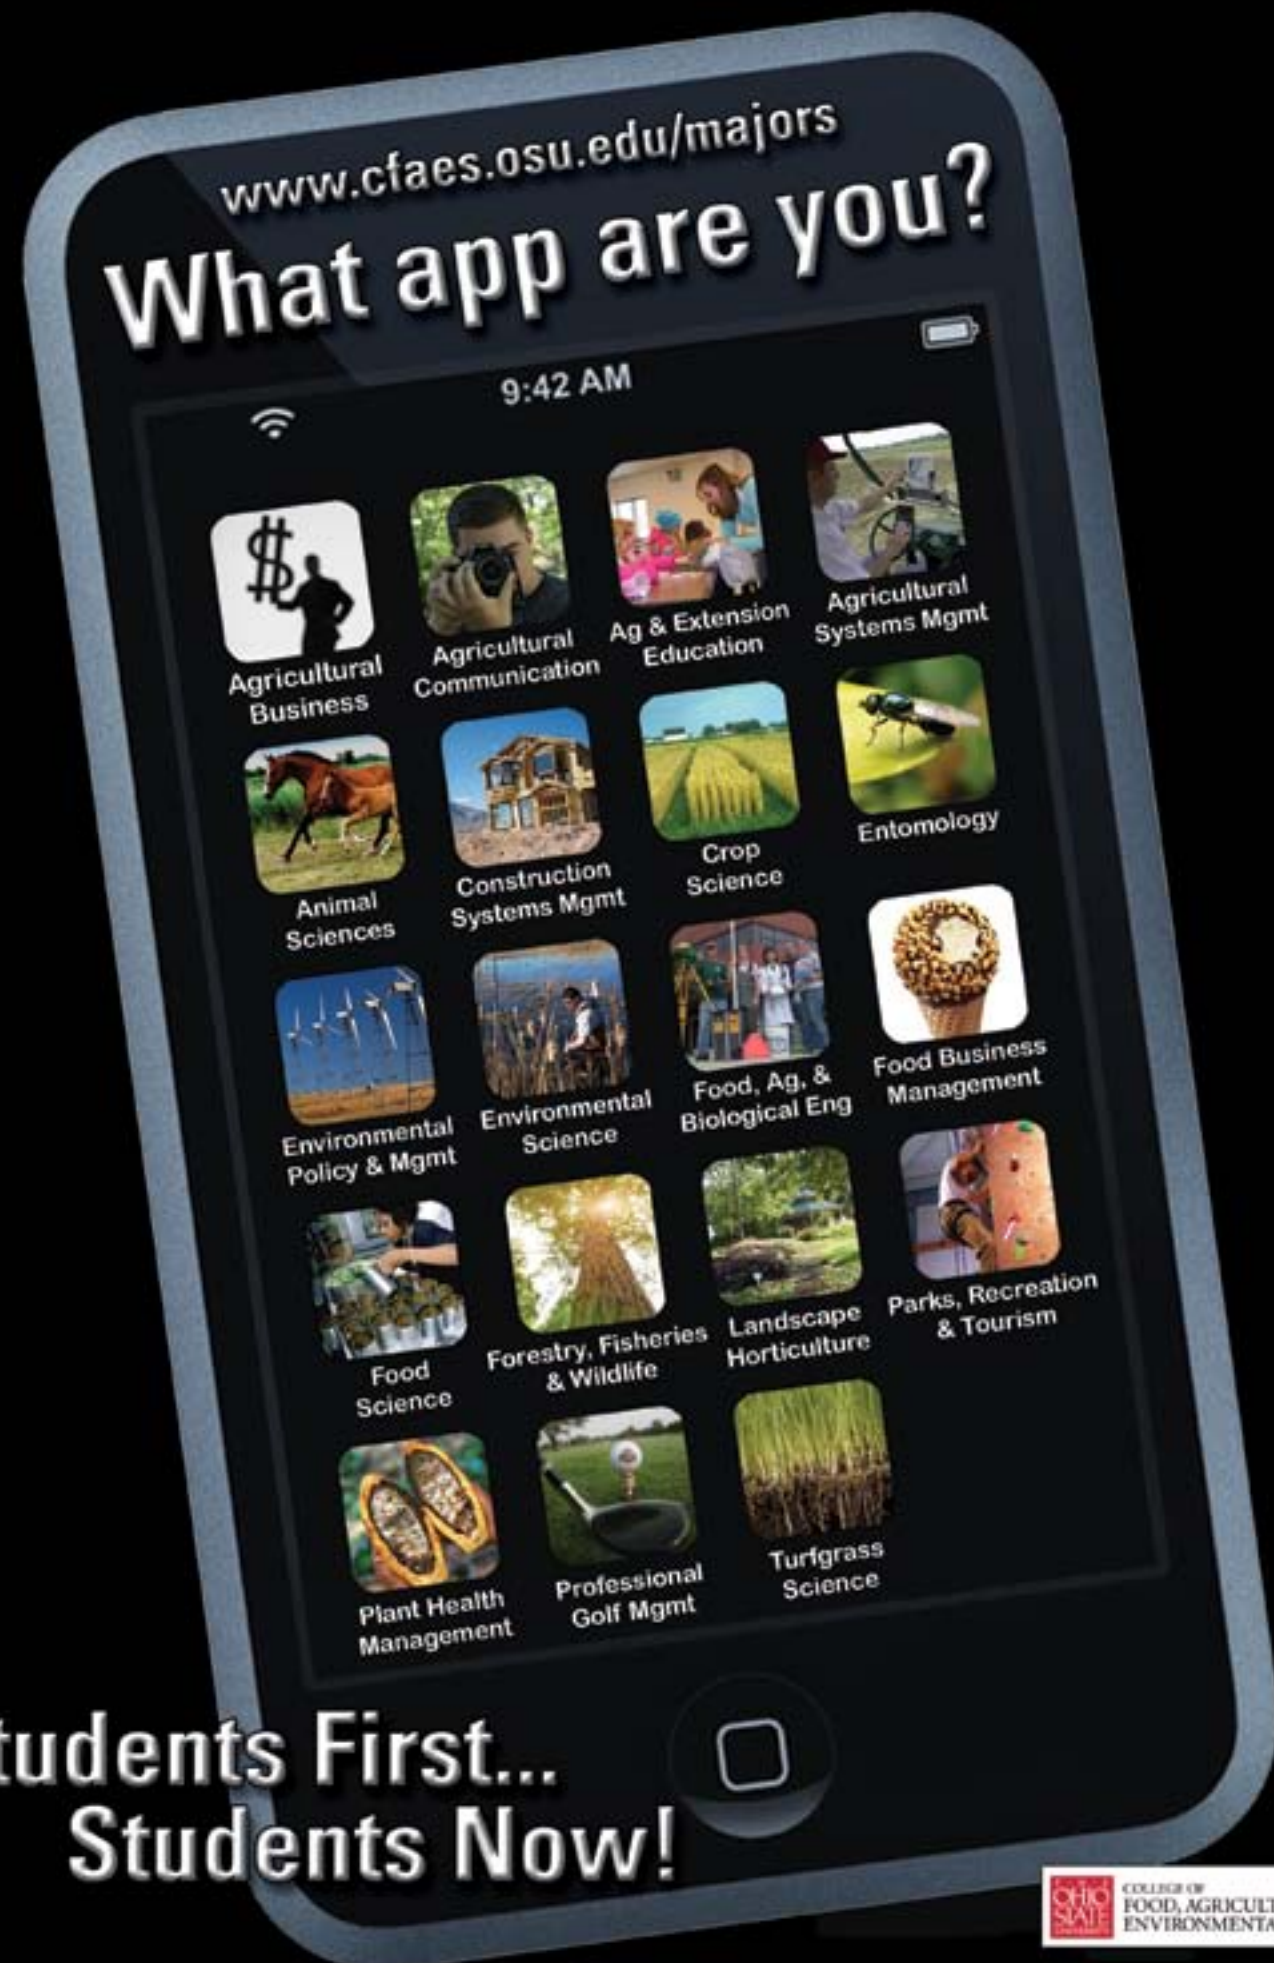 www.cfaes.osu.edu/majors
What app are you?
9:42 AM
Agricultural
Business
Agricultural
Communication
Ag & Extension
Education
Agricultural
Systems Mgmt
Animal
Sciences
Construction
Systems Mgmt
Crop
Science
Entomology
Environmental
Policy & Mgmt
Environmental
Science
Food, Ag, &
Biological Eng
Food Business
Management
Food
Science
Forestry, Fisheries
& Wildlife
Landscape
Horticulture
Parks, Recreation
& Tourism
Plant Health
Management
Professional
Golf Mgmt
Turfgrass
Science
tudents First...
Students Now!
OHIO
STATE
UNIVERSITY
COLLEGE OF
FOOD, AGRICULT
ENVIRONMENTA